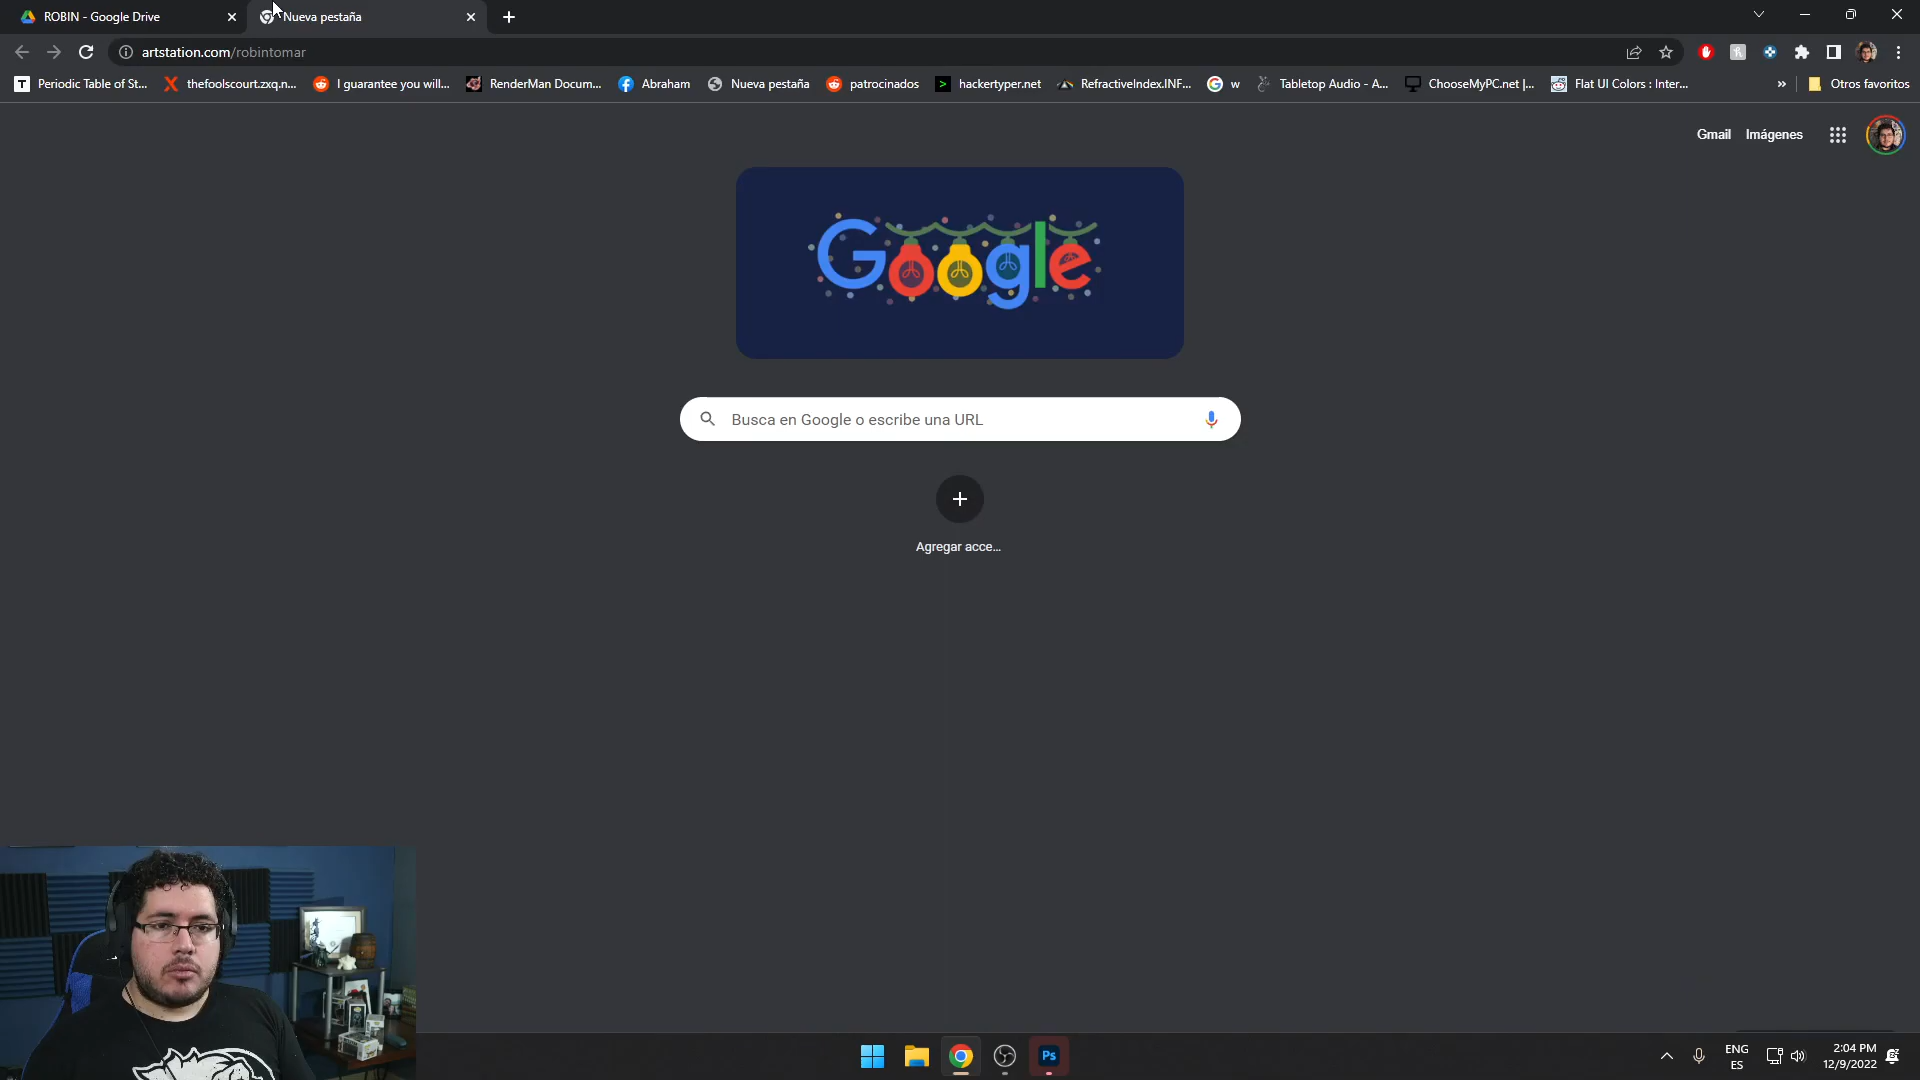 ROBIN - Google Drive
Nueva pestaña
artstation.com/robintomar
Periodic Table of St...
thefoolscourt.zxq.n...
I guarantee you will...
RenderMan Docum...
Abraham
Nueva pestaña
patrocinados
hackertyper.net
RefractiveIndex.INF...
w
Tabletop Audio - A...
ChooseMyPC.net |...
Flat UI Colors : Inter...
»
Otros favoritos
Gmail
Imágenes
Google
Busca en Google o escribe una URL
Agregar acce...
Ps
ENG
ES
2:04 PM
12/9/2022